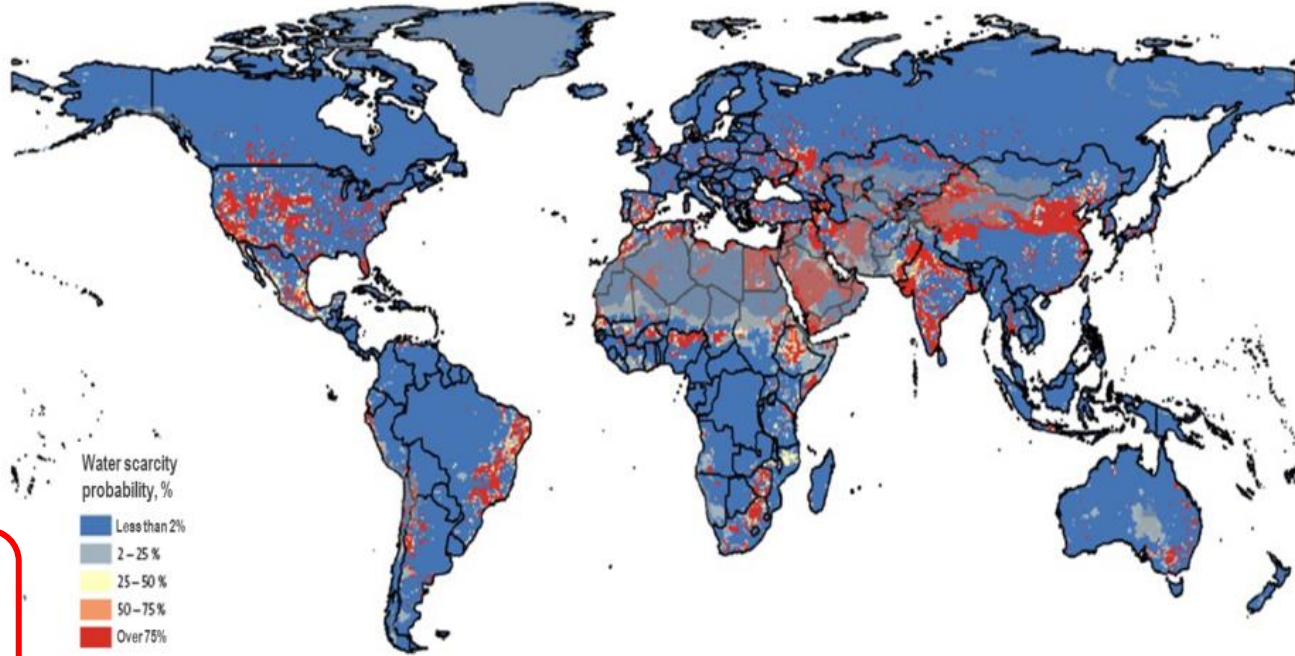 Water scarcity
probability, %
Less than 2%
2 – 25 %
25 – 50 %
50 – 75 %
Over 75%